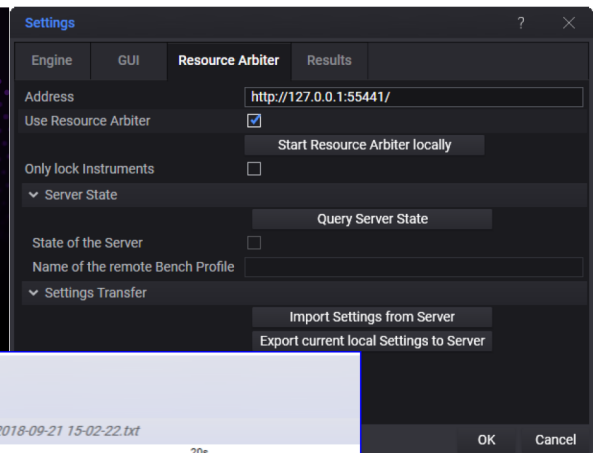 Settings ?
Engine GUI Resource Arbiter Results
Address http://127.0.0.1:55441/
Use Resource Arbiter
Start Resource Arbiter locally
Only lock Instruments
Server State
Query Server State
State of the Server
Name of the remote Bench Profile
Settings Transfer
Import Settings from Server
Export current local Settings to Server
2018-09-21 15-02-22.txt
20s
OK Cancel